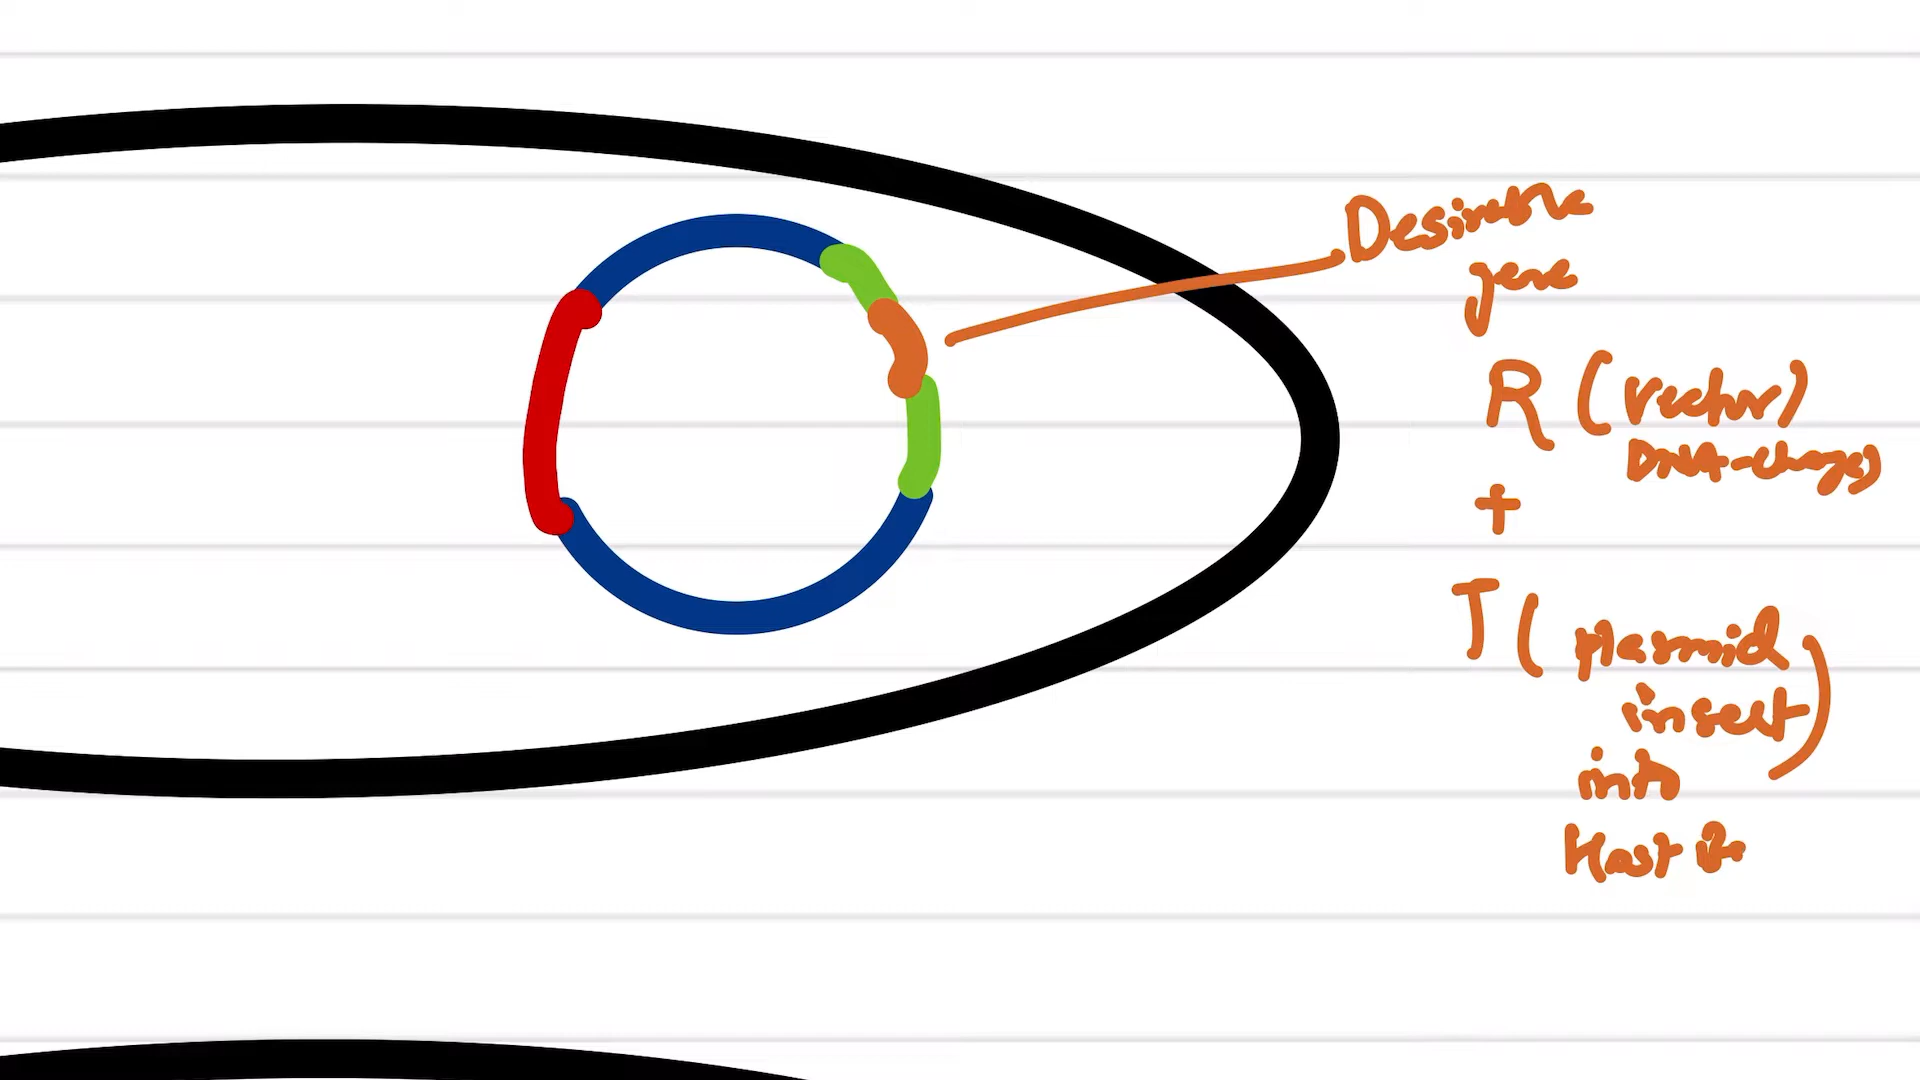 Desirable
gene
R (Vector)
DNA-changes
+
T (plasmid
insert
into
Host